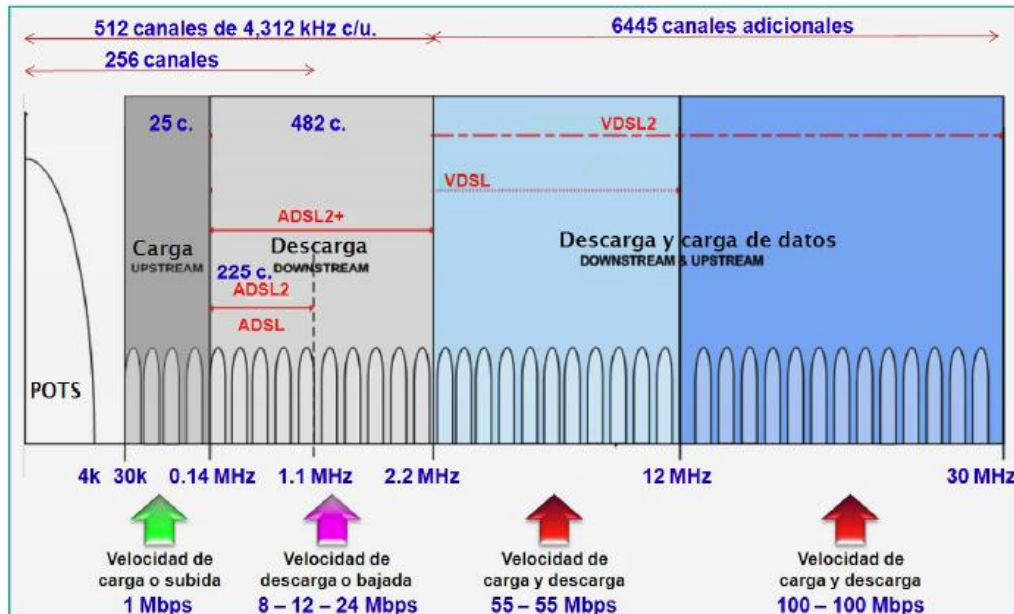 512 canales de 4,312 kHz c/u.
6445 canales adicionales
256 canales
25 c.
482 c.
VDSL2
VDSL
ADSL2+
Carga
UPSTREAM
Descarga
DOWNSTREAM
Descarga y carga de datos
DOWNSTREAM & UPSTREAM
225 c.
ADSL2
ADSL
POTS
4k 30k 0.14 MHz 1.1 MHz 2.2 MHz 12 MHz 30 MHz
Velocidad de
carga o subida
1 Mbps
Velocidad de
descarga o bajada
8 – 12 – 24 Mbps
Velocidad de
carga y descarga
55 – 55 Mbps
Velocidad de
carga y descarga
100 – 100 Mbps